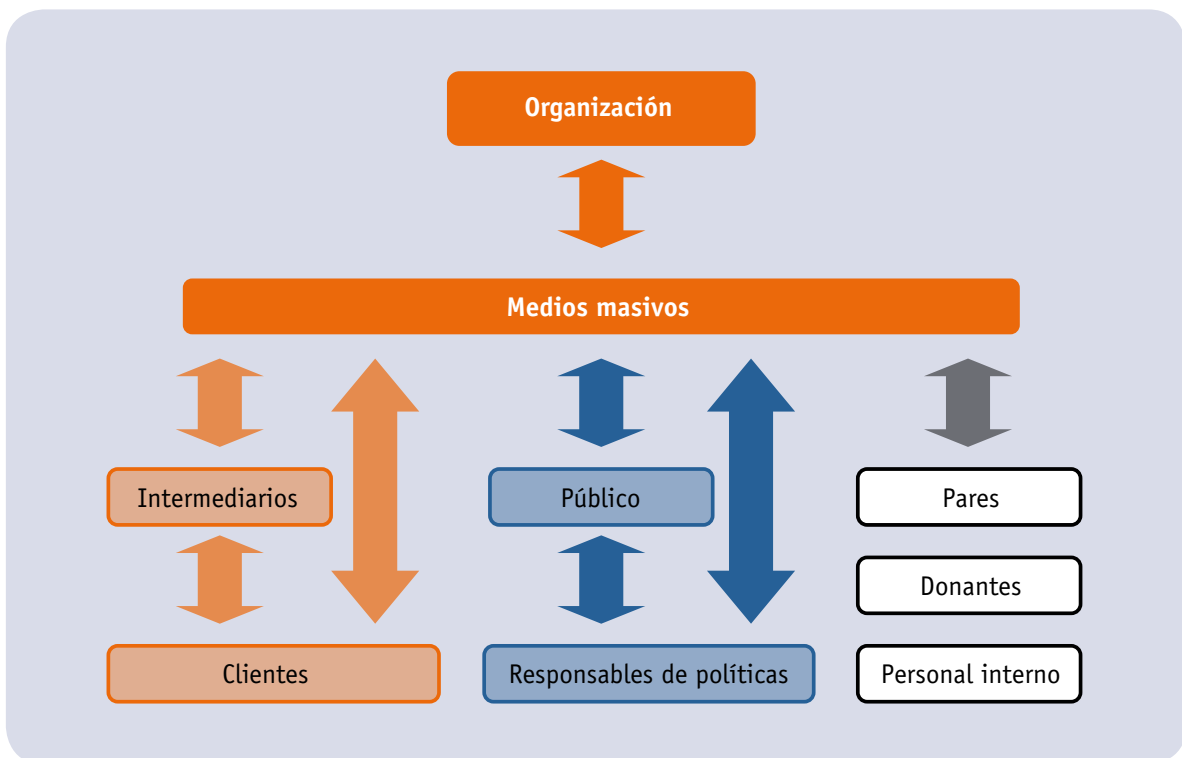 Organización
Medios masivos
Intermediarios
Público
Pares
Donantes
Clientes
Responsables de políticas
Personal interno